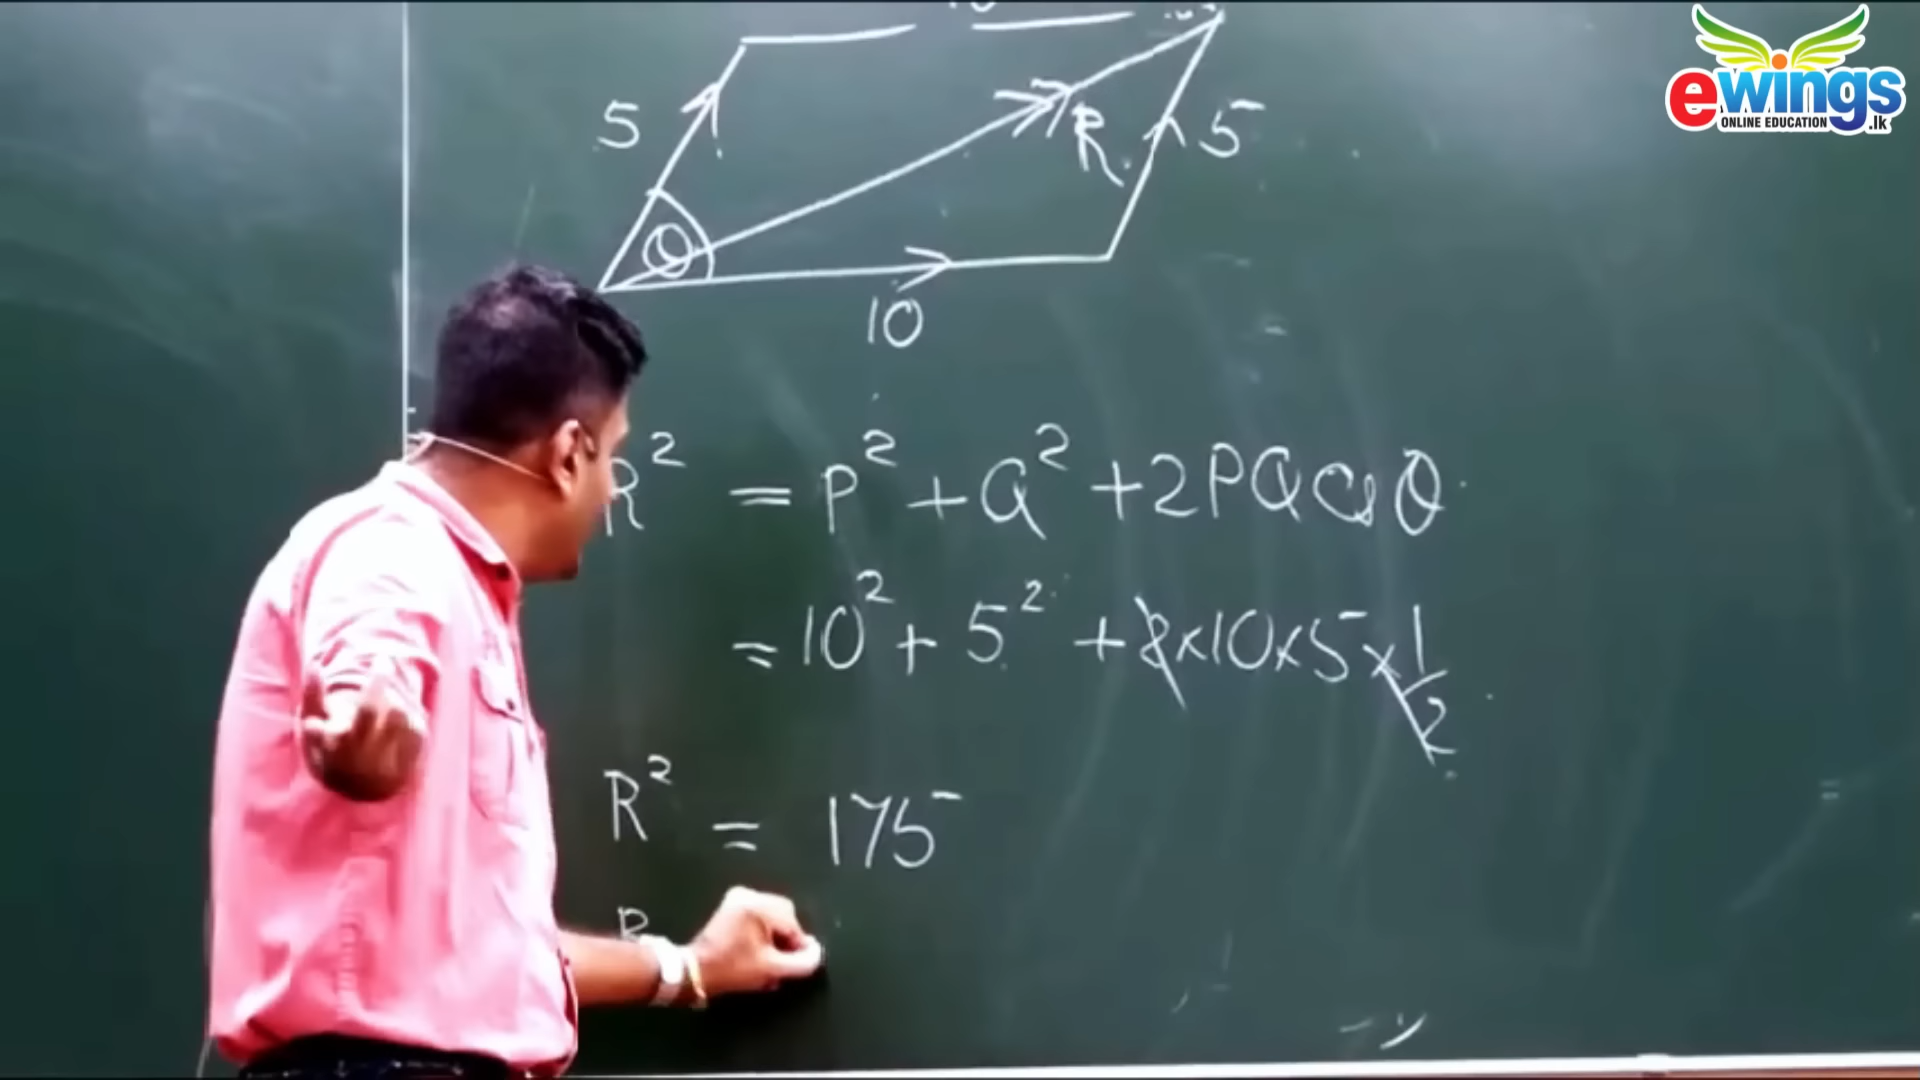 ewings
ONLINE EDUCATION .lk
5
R
5
θ
10
R² = P² + Q² + 2PQ cos θ
= 10² + 5² + 2×10×5×1/2
R² = 175
R